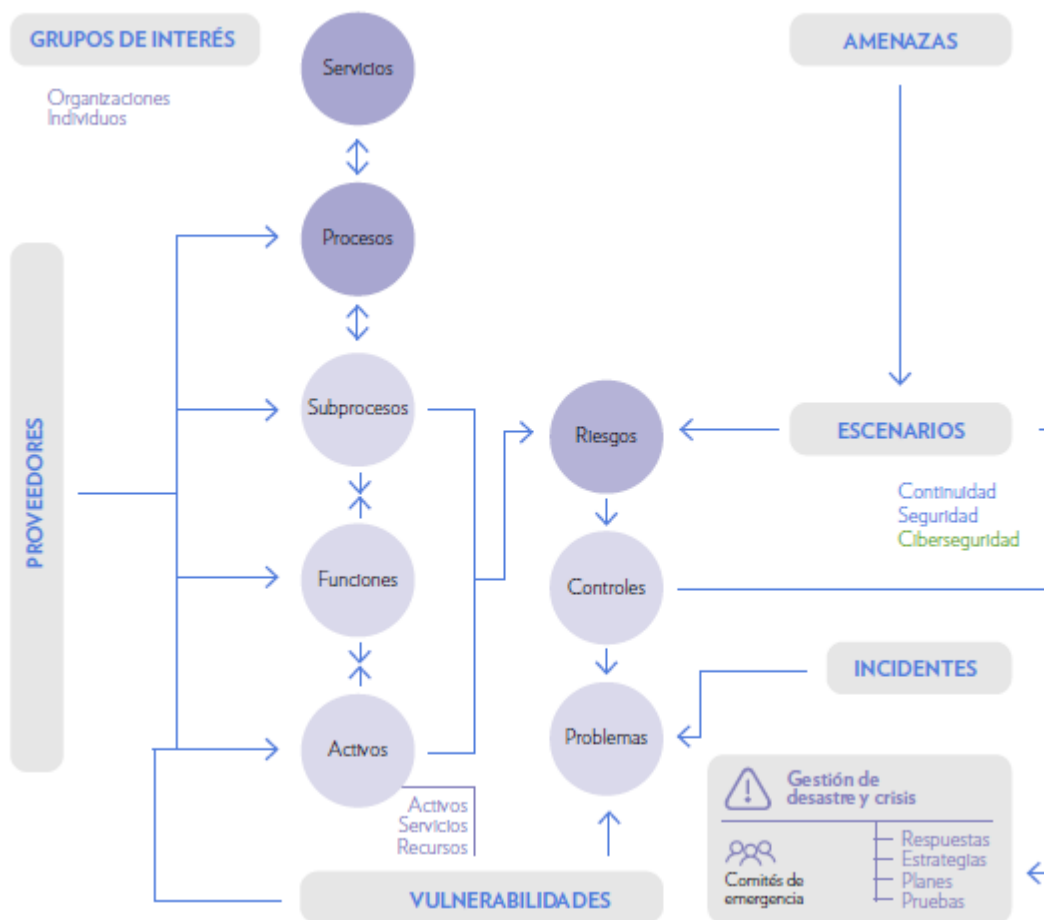 GRUPOS DE INTERÉS
Organizaciones
Individuos
Servicios
AMENAZAS
Procesos
PROVEEDORES
Subprocesos
Riesgos
ESCENARIOS
Continuidad
Seguridad
Ciberseguridad
Funciones
Controles
INCIDENTES
Activos
Problemas
Activos
Servicios
Recursos
Gestión de
desastre y crisis
Comités de
emergencia
Respuestas
Estrategias
Planes
Pruebas
VULNERABILIDADES